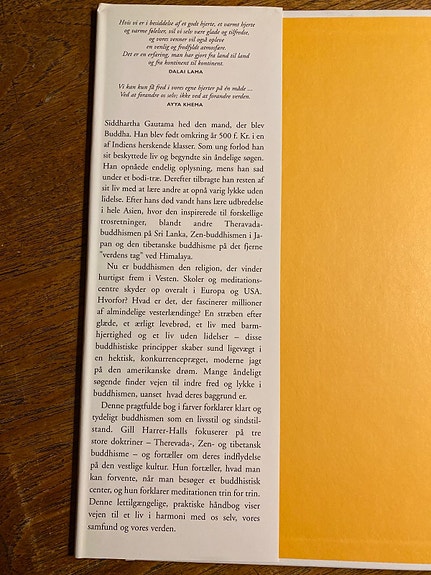 Hvis vi er i besiddelse af et godt hjerte, et varmt hjerte
og varme følelser, vil vi selv være glade og tilfredse,
og vores venner vil også opleve
en venlig og fredfyldt atmosfære.
Det er en erfaring, man har gjort fra land til land
og fra kontinent til kontinent.
DALAI LAMA
Vi kan kun få fred i vores egne hjerter på én måde ...
Ved at forandre os selv; ikke ved at forandre verden.
AYYA KHEMA
Siddhartha Gautama hed den mand, der blev
Buddha. Han blev født omkring år 500 f. Kr. i en
af Indiens herskende klasser. Som ung forlod han
sit beskyttede liv og begyndte sin åndelige søgen.
Han opnåede endelig oplysning, mens han sad
under et bodi-træ. Derefter tilbragte han resten af
sit liv med at lære andre at opnå varig lykke uden
lidelse. Efter hans død vandt hans lære udbredelse
i hele Asien, hvor den inspirerede til forskellige
trosretninger, blandt andre Theravada-
buddhismen på Sri Lanka, Zen-buddhismen i Ja-
pan og den tibetanske buddhisme på det fjerne
"verdens tag" ved Himalaya.
Nu er buddhismen den religion, der vinder
hurtigst frem i Vesten. Skoler og meditations-
centre skyder op overalt i Europa og USA.
Hvorfor? Hvad er det, der fascinerer millioner
af almindelige vesterlændinge? En stræben efter
glæde, et ærligt levebrød, et liv med barm-
hjertighed og et liv uden lidelser – disse
buddhistiske principper skaber sund ligevægt i
en hektisk, konkurrencepræget, moderne jagt
på den amerikanske drøm. Mange åndeligt
søgende finder vejen til indre fred og lykke i
buddhismen, uanset hvad deres baggrund er.
Denne pragtfulde bog i farver forklarer klart og
tydeligt buddhismen som en livsstil og sindstil-
stand. Gill Harrer-Halls fokuserer på tre
store doktriner – Therevada-, Zen- og tibetansk
buddhisme – og fortæller om deres indflydelse
på den vestlige kultur. Hun fortæller, hvad man
kan forvente, når man besøger et buddhistisk
center, og hun forklarer meditationen trin for trin.
Denne lettilgængelige, praktiske håndbog viser
vejen til et liv i harmoni med os selv, vores
samfund og vores verden.